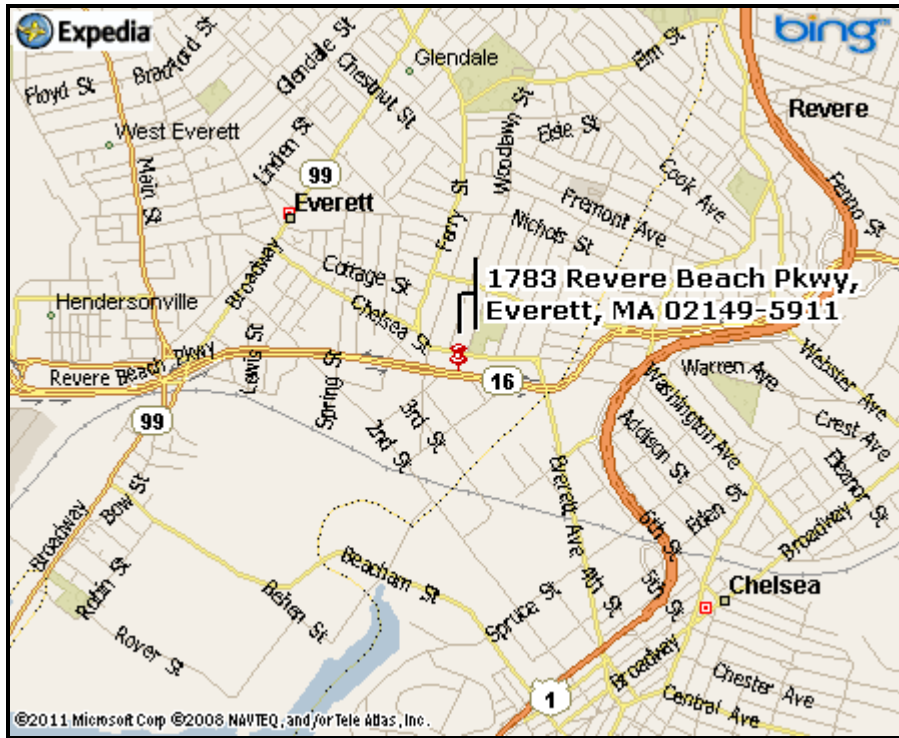 Expedia
bing
Glendale
Elm St
Revere
Floyd St
Bradford St
Glendale St
Chestnut St
West Everett
Linden St
Woodlawn St
Elsie St
Main St
99
Everett
Ferry St
Cook Ave
Fremont Ave
Nichols St
Fenno St
Broadway
Cottage St
Chelsea St
Hendersonville
1783 Revere Beach Pkwy,
Everett, MA 02149-5911
Revere Beach Pkwy
Lewis St
Spring St
16
Warren Ave
Webster Ave
99
3rd St
2nd St
Washington Ave
Addison St
Crest Ave
Eleanor St
Broadway
Bow St
Everett Ave
6th St
Eden St
Broadway
Robin St
Beacham St
Behen St
4th St
5th St
Chelsea
Spruce St
Rover St
Broadway
1
Chester Ave
Central Ave
©2011 Microsoft Corp ©2008 NAVTEQ, and/or Tele Atlas, Inc.